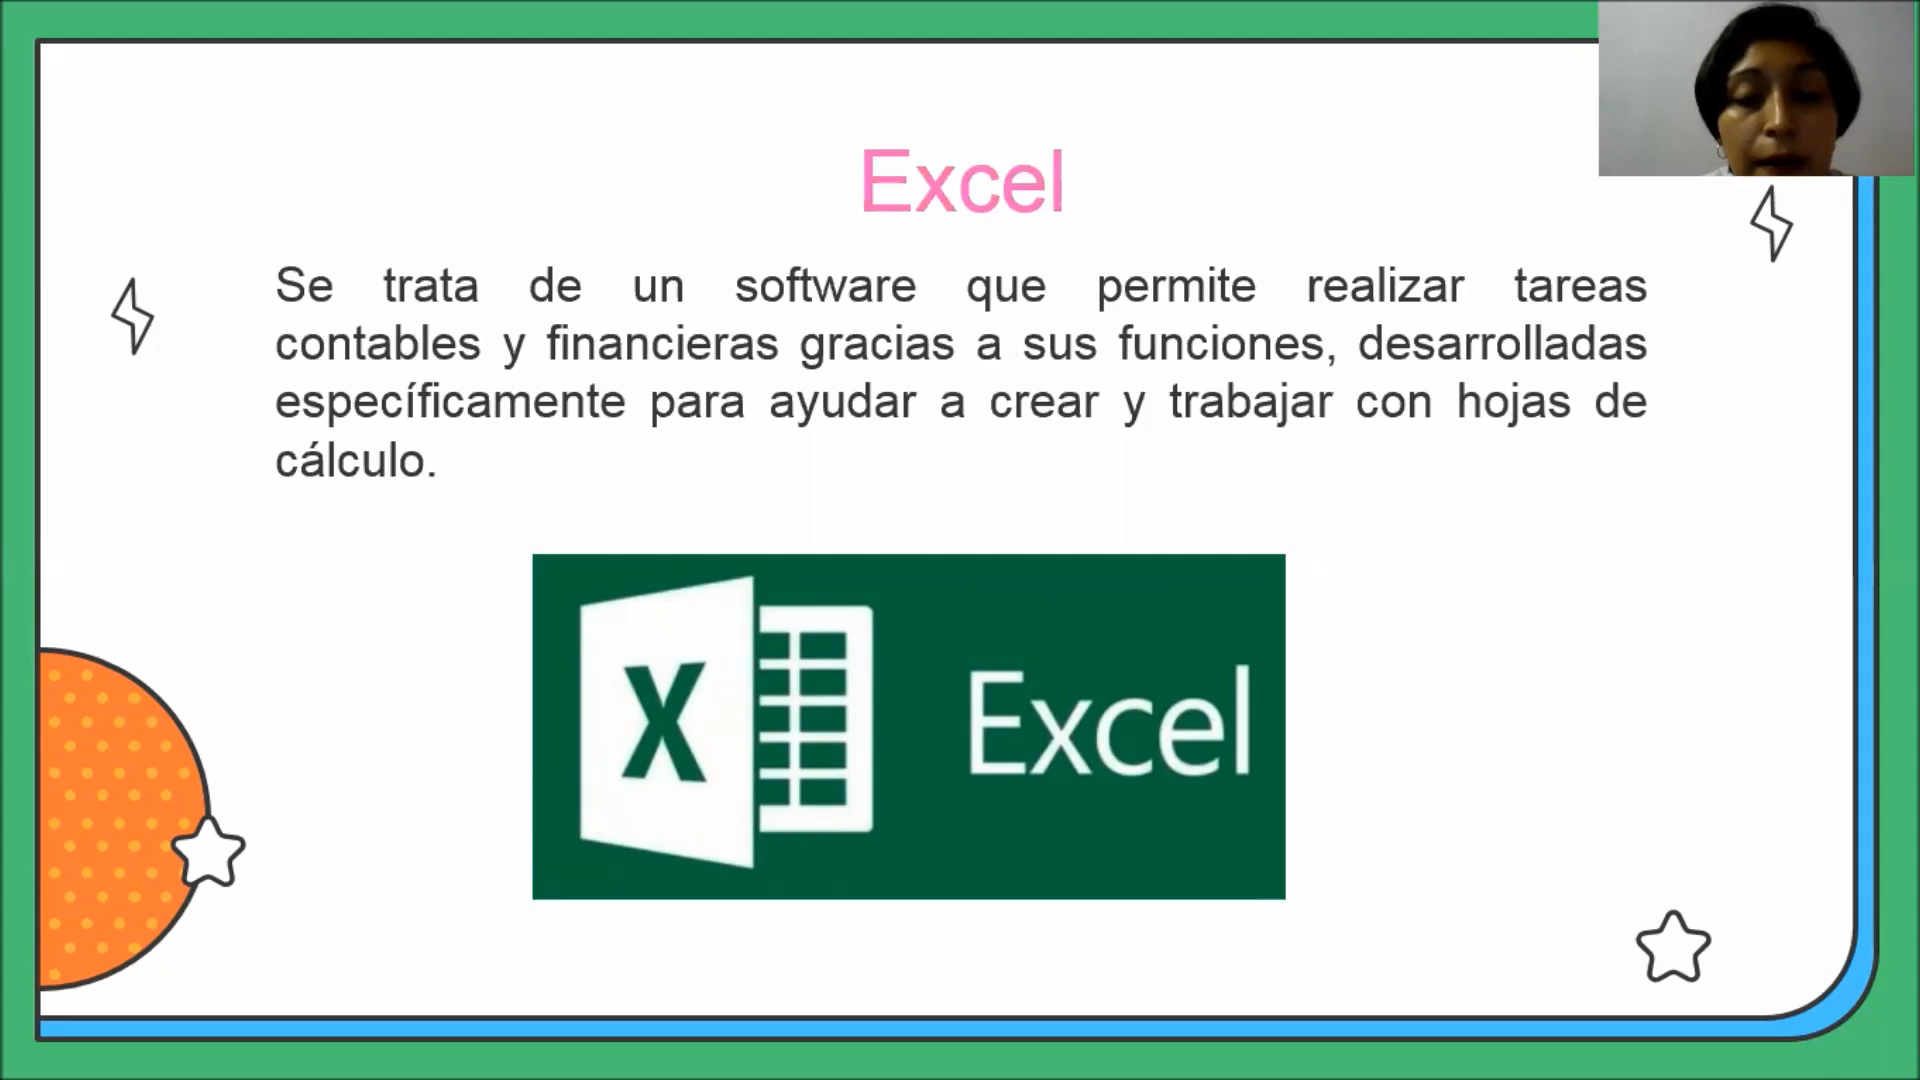 Excel
Se trata de un software que permite realizar tareas
contables y financieras gracias a sus funciones, desarrolladas
específicamente para ayudar a crear y trabajar con hojas de
cálculo.
X
Excel